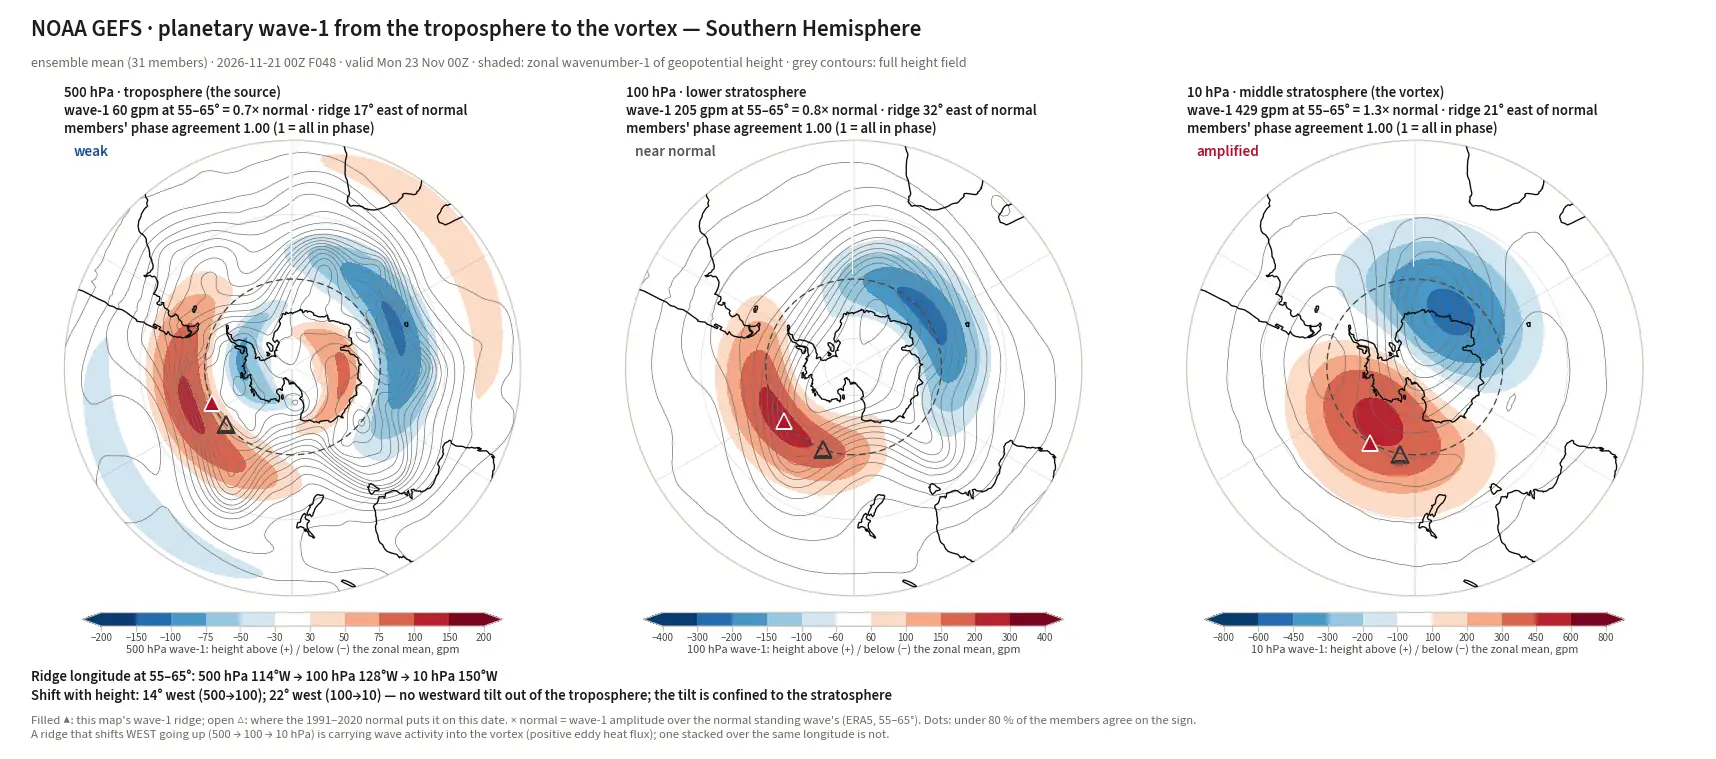 NOAA GEFS · planetary wave-1 from the troposphere to the vortex — Southern Hemisphere
ensemble mean (31 members) · 2026-11-21 00Z F048 · valid Mon 23 Nov 00Z · shaded: zonal wavenumber-1 of geopotential height · grey contours: full height field
500 hPa · troposphere (the source)
wave-1 60 gpm at 55–65° = 0.7× normal · ridge 17° east of normal
members' phase agreement 1.00 (1 = all in phase)
weak
100 hPa · lower stratosphere
wave-1 205 gpm at 55–65° = 0.8× normal · ridge 32° east of normal
members' phase agreement 1.00 (1 = all in phase)
near normal
10 hPa · middle stratosphere (the vortex)
wave-1 429 gpm at 55–65° = 1.3× normal · ridge 21° east of normal
members' phase agreement 1.00 (1 = all in phase)
amplified
−200 −150 −100 −75 −50 −30 30 50 75 100 150 200
500 hPa wave-1: height above (+) / below (−) the zonal mean, gpm
−400 −300 −200 −150 −100 −60 60 100 150 200 300 400
100 hPa wave-1: height above (+) / below (−) the zonal mean, gpm
−800 −600 −450 −300 −200 −100 100 200 300 450 600 800
10 hPa wave-1: height above (+) / below (−) the zonal mean, gpm
Ridge longitude at 55–65°: 500 hPa 114°W → 100 hPa 128°W → 10 hPa 150°W
Shift with height: 14° west (500→100); 22° west (100→10) — no westward tilt out of the troposphere; the tilt is confined to the stratosphere
Filled ▲: this map's wave-1 ridge; open △: where the 1991–2020 normal puts it on this date. × normal = wave-1 amplitude over the normal standing wave's (ERA5, 55–65°). Dots: under 80 % of the members agree on the sign.
A ridge that shifts WEST going up (500 → 100 → 10 hPa) is carrying wave activity into the vortex (positive eddy heat flux); one stacked over the same longitude is not.